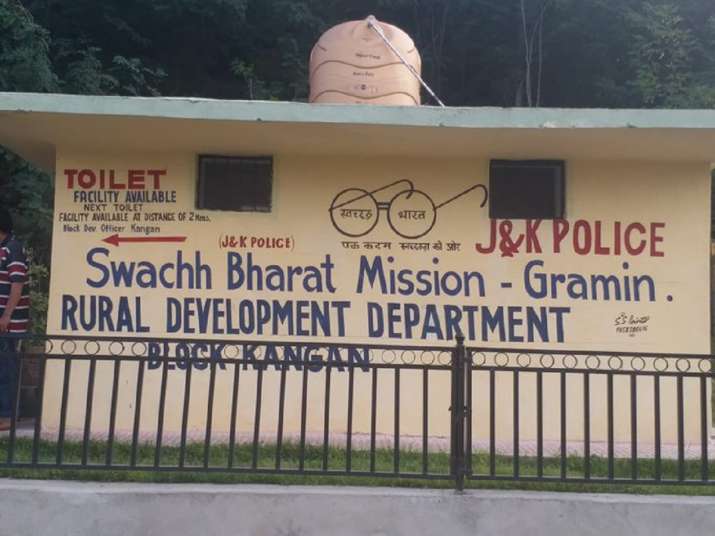 TOILET
FACILITY AVAILABLE
NEXT TOILET
FACILITY AVAILABLE AT DISTANCE OF 2 KMS.
Block Dev. Officer Kangan
(J&K POLICE)
स्वच्छ भारत
एक कदम स्वच्छता की ओर
J&K POLICE
Swachh Bharat Mission - Gramin.
RURAL DEVELOPMENT DEPARTMENT
BLOCK KANGAN